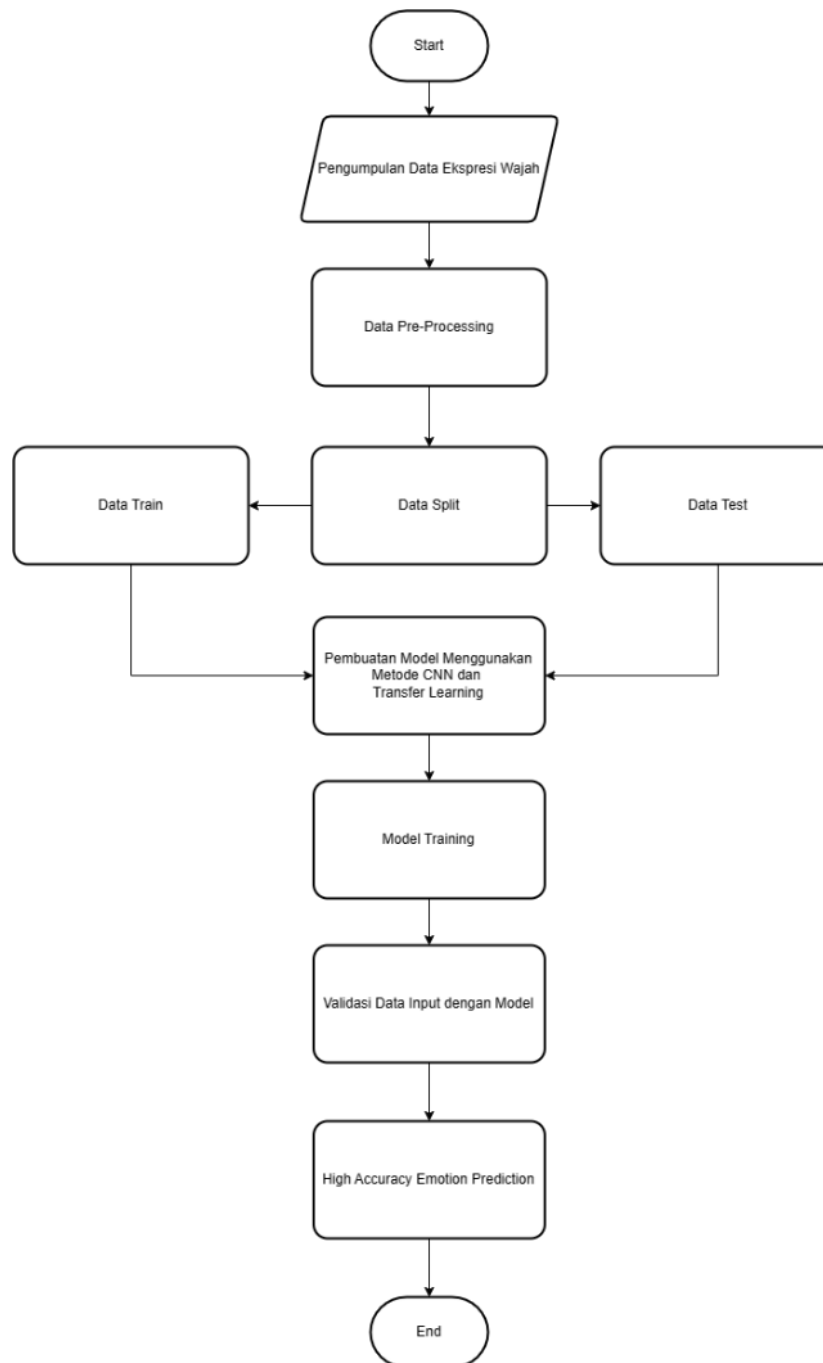 Start
Pengumpulan Data Ekspresi Wajah
Data Pre-Processing
Data Train
Data Split
Data Test
Pembuatan Model Menggunakan
Metode CNN dan
Transfer Learning
Model Training
Validasi Data Input dengan Model
High Accuracy Emotion Prediction
End